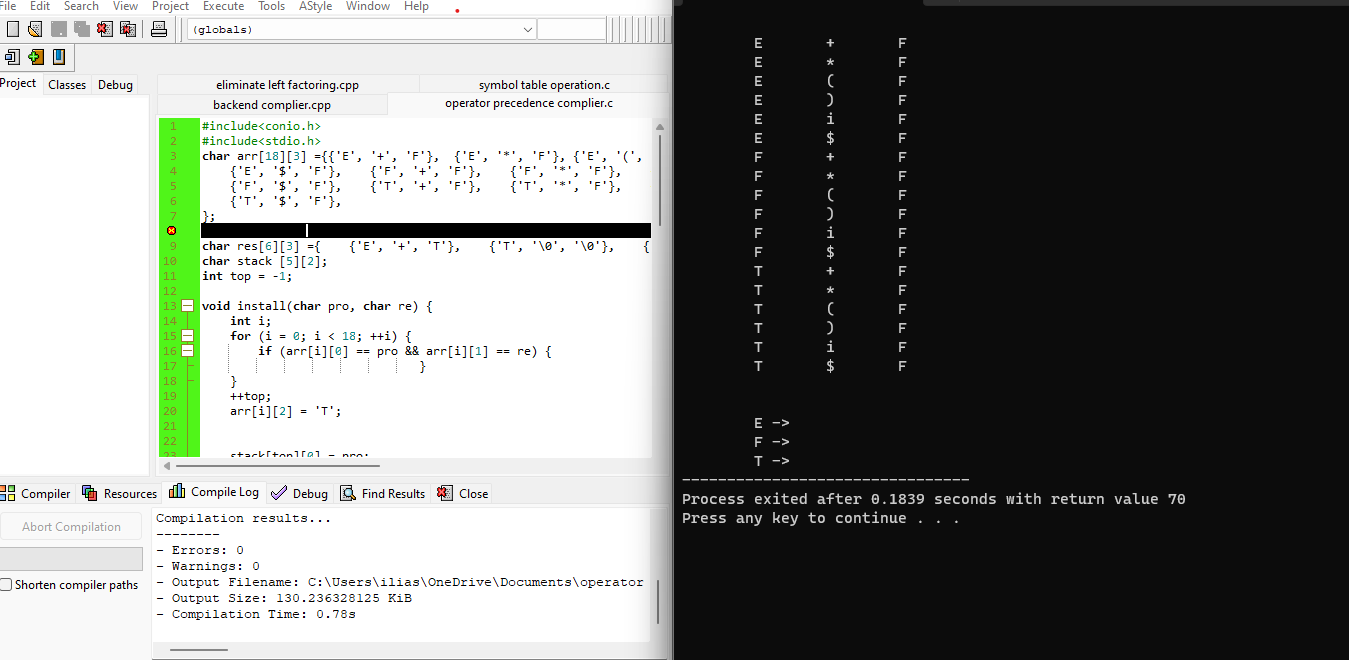 File Edit Search View Project Execute Tools AStyle Window Help
(globals)
Project Classes Debug
eliminate left factoring.cpp symbol table operation.c
backend complier.cpp operator precedence complier.c
1 #include<conio.h>
2 #include<stdio.h>
3 char arr[18][3] ={{'E', '+', 'F'}, {'E', '*', 'F'}, {'E', '(',
4 {'E', '$', 'F'}, {'F', '+', 'F'}, {'F', '*', 'F'},
5 {'F', '$', 'F'}, {'T', '+', 'F'}, {'T', '*', 'F'},
6 {'T', '$', 'F'},
7 };
9 char res[6][3] ={ {'E', '+', 'T'}, {'T', '\0', '\0'}, {
10 char stack [5][2];
11 int top = -1;
12
13 void install(char pro, char re) {
14 int i;
15 for (i = 0; i < 18; ++i) {
16 if (arr[i][0] == pro && arr[i][1] == re) {
17 }
18 }
19 ++top;
20 arr[i][2] = 'T';
21
22
23 stack[top][0] = pro;
Compiler Resources Compile Log Debug Find Results Close
Abort Compilation
Shorten compiler paths
Compilation results...
--------
- Errors: 0
- Warnings: 0
- Output Filename: C:\Users\ilias\OneDrive\Documents\operator
- Output Size: 130.236328125 KiB
- Compilation Time: 0.78s
E + F
E * F
E ( F
E ) F
E i F
E $ F
F + F
F * F
F ( F
F ) F
F i F
F $ F
T + F
T * F
T ( F
T ) F
T i F
T $ F
E ->
F ->
T ->
--------------------------------
Process exited after 0.1839 seconds with return value 70
Press any key to continue . . .